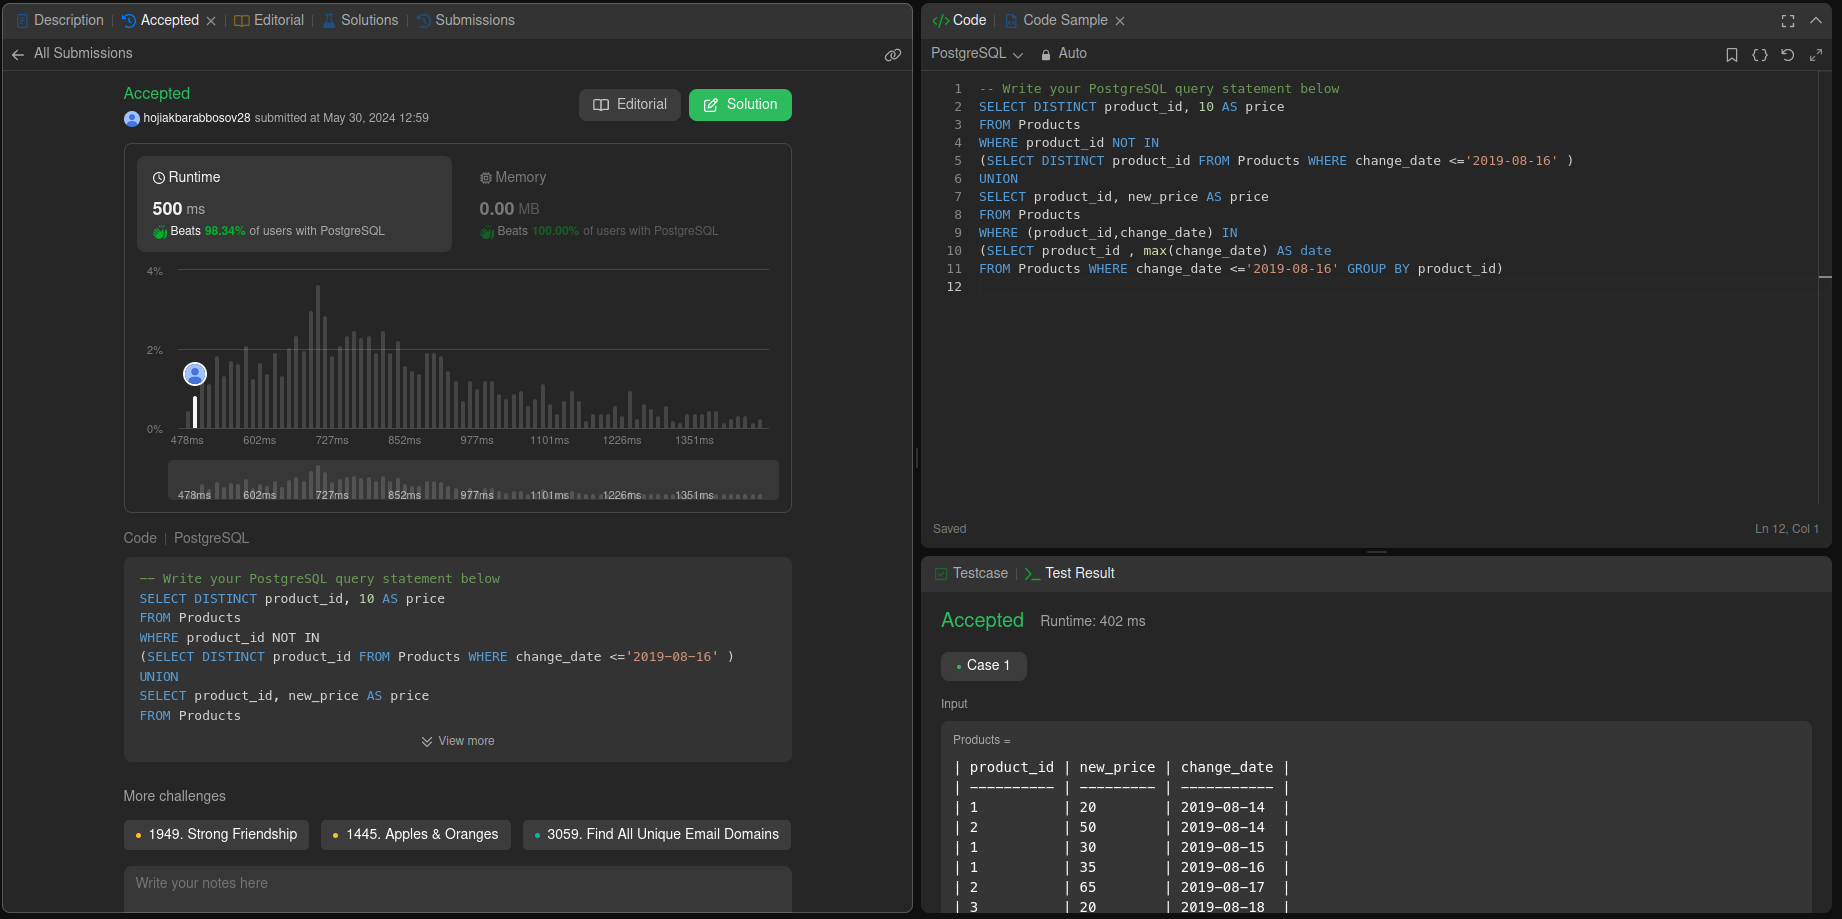 Description | Accepted × | Editorial | Solutions | Submissions
All Submissions
Accepted
hojiakbarabbosov28 submitted at May 30, 2024 12:59
Editorial
Solution
Runtime
500 ms
Beats 98.34% of users with PostgreSQL
Memory
0.00 MB
Beats 100.00% of users with PostgreSQL
4%
2%
0%
478ms 602ms 727ms 852ms 977ms 1101ms 1226ms 1351ms
478ms 602ms 727ms 852ms 977ms 1101ms 1226ms 1351ms
Code | PostgreSQL
-- Write your PostgreSQL query statement below
SELECT DISTINCT product_id, 10 AS price
FROM Products
WHERE product_id NOT IN
(SELECT DISTINCT product_id FROM Products WHERE change_date <='2019-08-16' )
UNION
SELECT product_id, new_price AS price
FROM Products
View more
More challenges
1949. Strong Friendship
1445. Apples & Oranges
3059. Find All Unique Email Domains
Write your notes here
</> Code | Code Sample ×
PostgreSQL Auto
1 -- Write your PostgreSQL query statement below
2 SELECT DISTINCT product_id, 10 AS price
3 FROM Products
4 WHERE product_id NOT IN
5 (SELECT DISTINCT product_id FROM Products WHERE change_date <='2019-08-16' )
6 UNION
7 SELECT product_id, new_price AS price
8 FROM Products
9 WHERE (product_id,change_date) IN
10 (SELECT product_id , max(change_date) AS date
11 FROM Products WHERE change_date <='2019-08-16' GROUP BY product_id)
12
Saved
Ln 12, Col 1
Testcase | >_ Test Result
Accepted Runtime: 402 ms
Case 1
Input
Products =
| product_id | new_price | change_date |
| ---------- | --------- | ----------- |
| 1 | 20 | 2019-08-14 |
| 2 | 50 | 2019-08-14 |
| 1 | 30 | 2019-08-15 |
| 1 | 35 | 2019-08-16 |
| 2 | 65 | 2019-08-17 |
| 3 | 20 | 2019-08-18 |